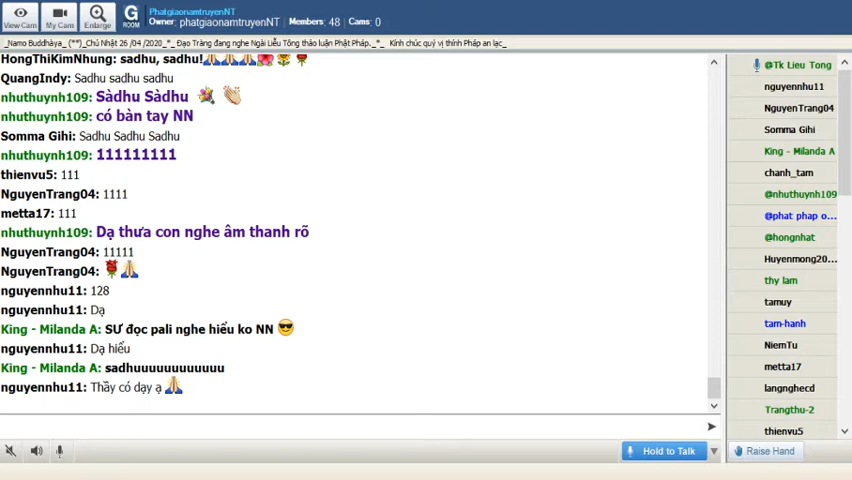 View Cam
My Cam
Enlarge
G
ROOM
PhatgiaonamtruyenNT
Owner: phatgiaonamtruyenNT | Members: 48 | Cams: 0
_Namo Buddhàya_ (**)_Chủ Nhật 26 /04 /2020_*_ Đạo Tràng đang nghe Ngài Liễu Tông thảo luận Phật Pháp._*_ Kính chúc quý vị thính Pháp an lạc_
HongThiKimNhung: sadhu, sadhu!
QuangIndy: Sadhu sadhu sadhu
nhuthuynh109: Sàdhu Sàdhu
nhuthuynh109: có bàn tay NN
Somma Gihi: Sadhu Sadhu Sadhu
nhuthuynh109: 111111111
thienvu5: 111
NguyenTrang04: 1111
metta17: 111
nhuthuynh109: Dạ thưa con nghe âm thanh rõ
NguyenTrang04: 11111
NguyenTrang04:
nguyennhu11: 128
nguyennhu11: Dạ
King - Milanda A: SƯ đọc pali nghe hiểu ko NN
nguyennhu11: Dạ hiểu
King - Milanda A: sadhuuuuuuuuuuuu
nguyennhu11: Thầy có dạy ạ
@Tk Lieu Tong
nguyennhu11
NguyenTrang04
Somma Gihi
King - Milanda A
chanh_tam
@nhuthuynh109
@phat phap o...
@hongnhat
Huyenmong20...
thy lam
tamuy
tam-hanh
NiemTu
metta17
langnghecd
Trangthu-2
thienvu5
Hold to Talk
Raise Hand